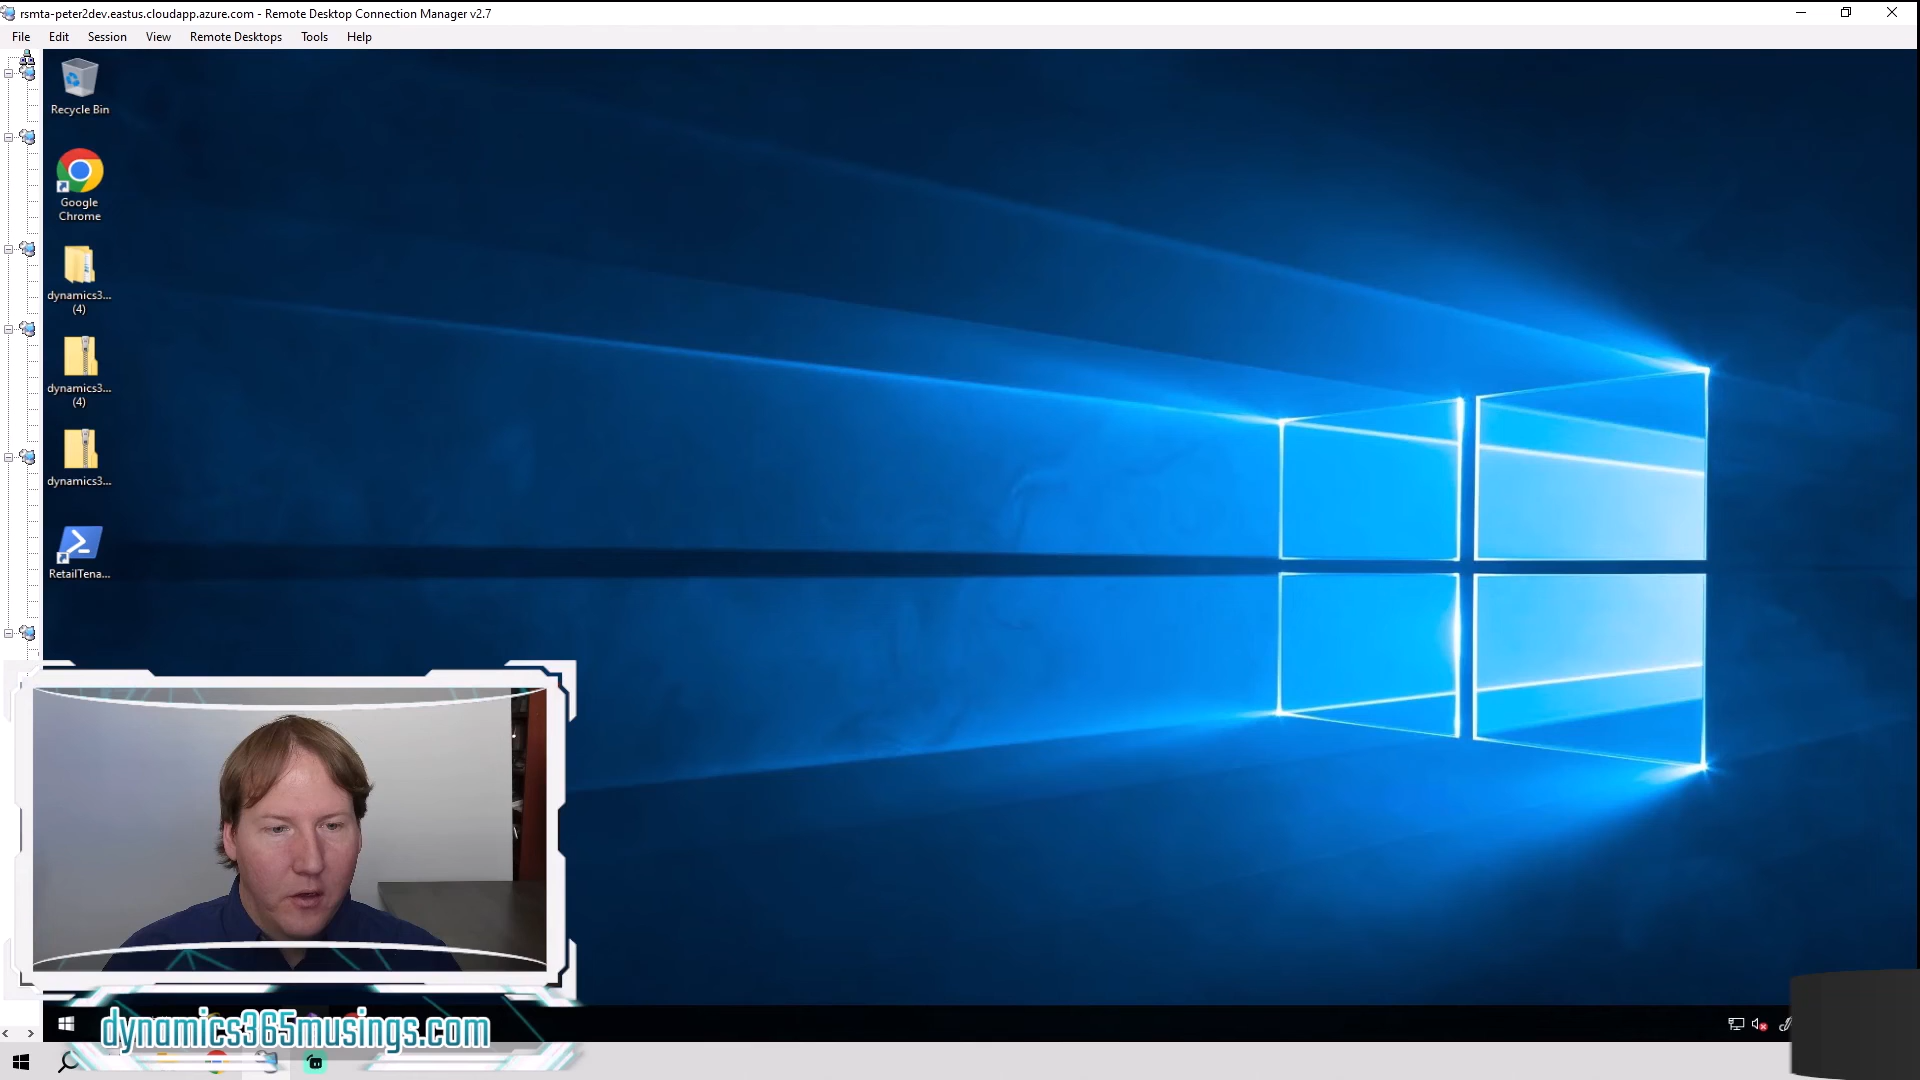 rsmta-peter2dev.eastus.cloudapp.azure.com - Remote Desktop Connection Manager v2.7
File Edit Session View Remote Desktops Tools Help
Recycle Bin
Google
Chrome
dynamics3...
(4)
dynamics3...
(4)
dynamics3...
RetailTena...
dynamics365musings.com